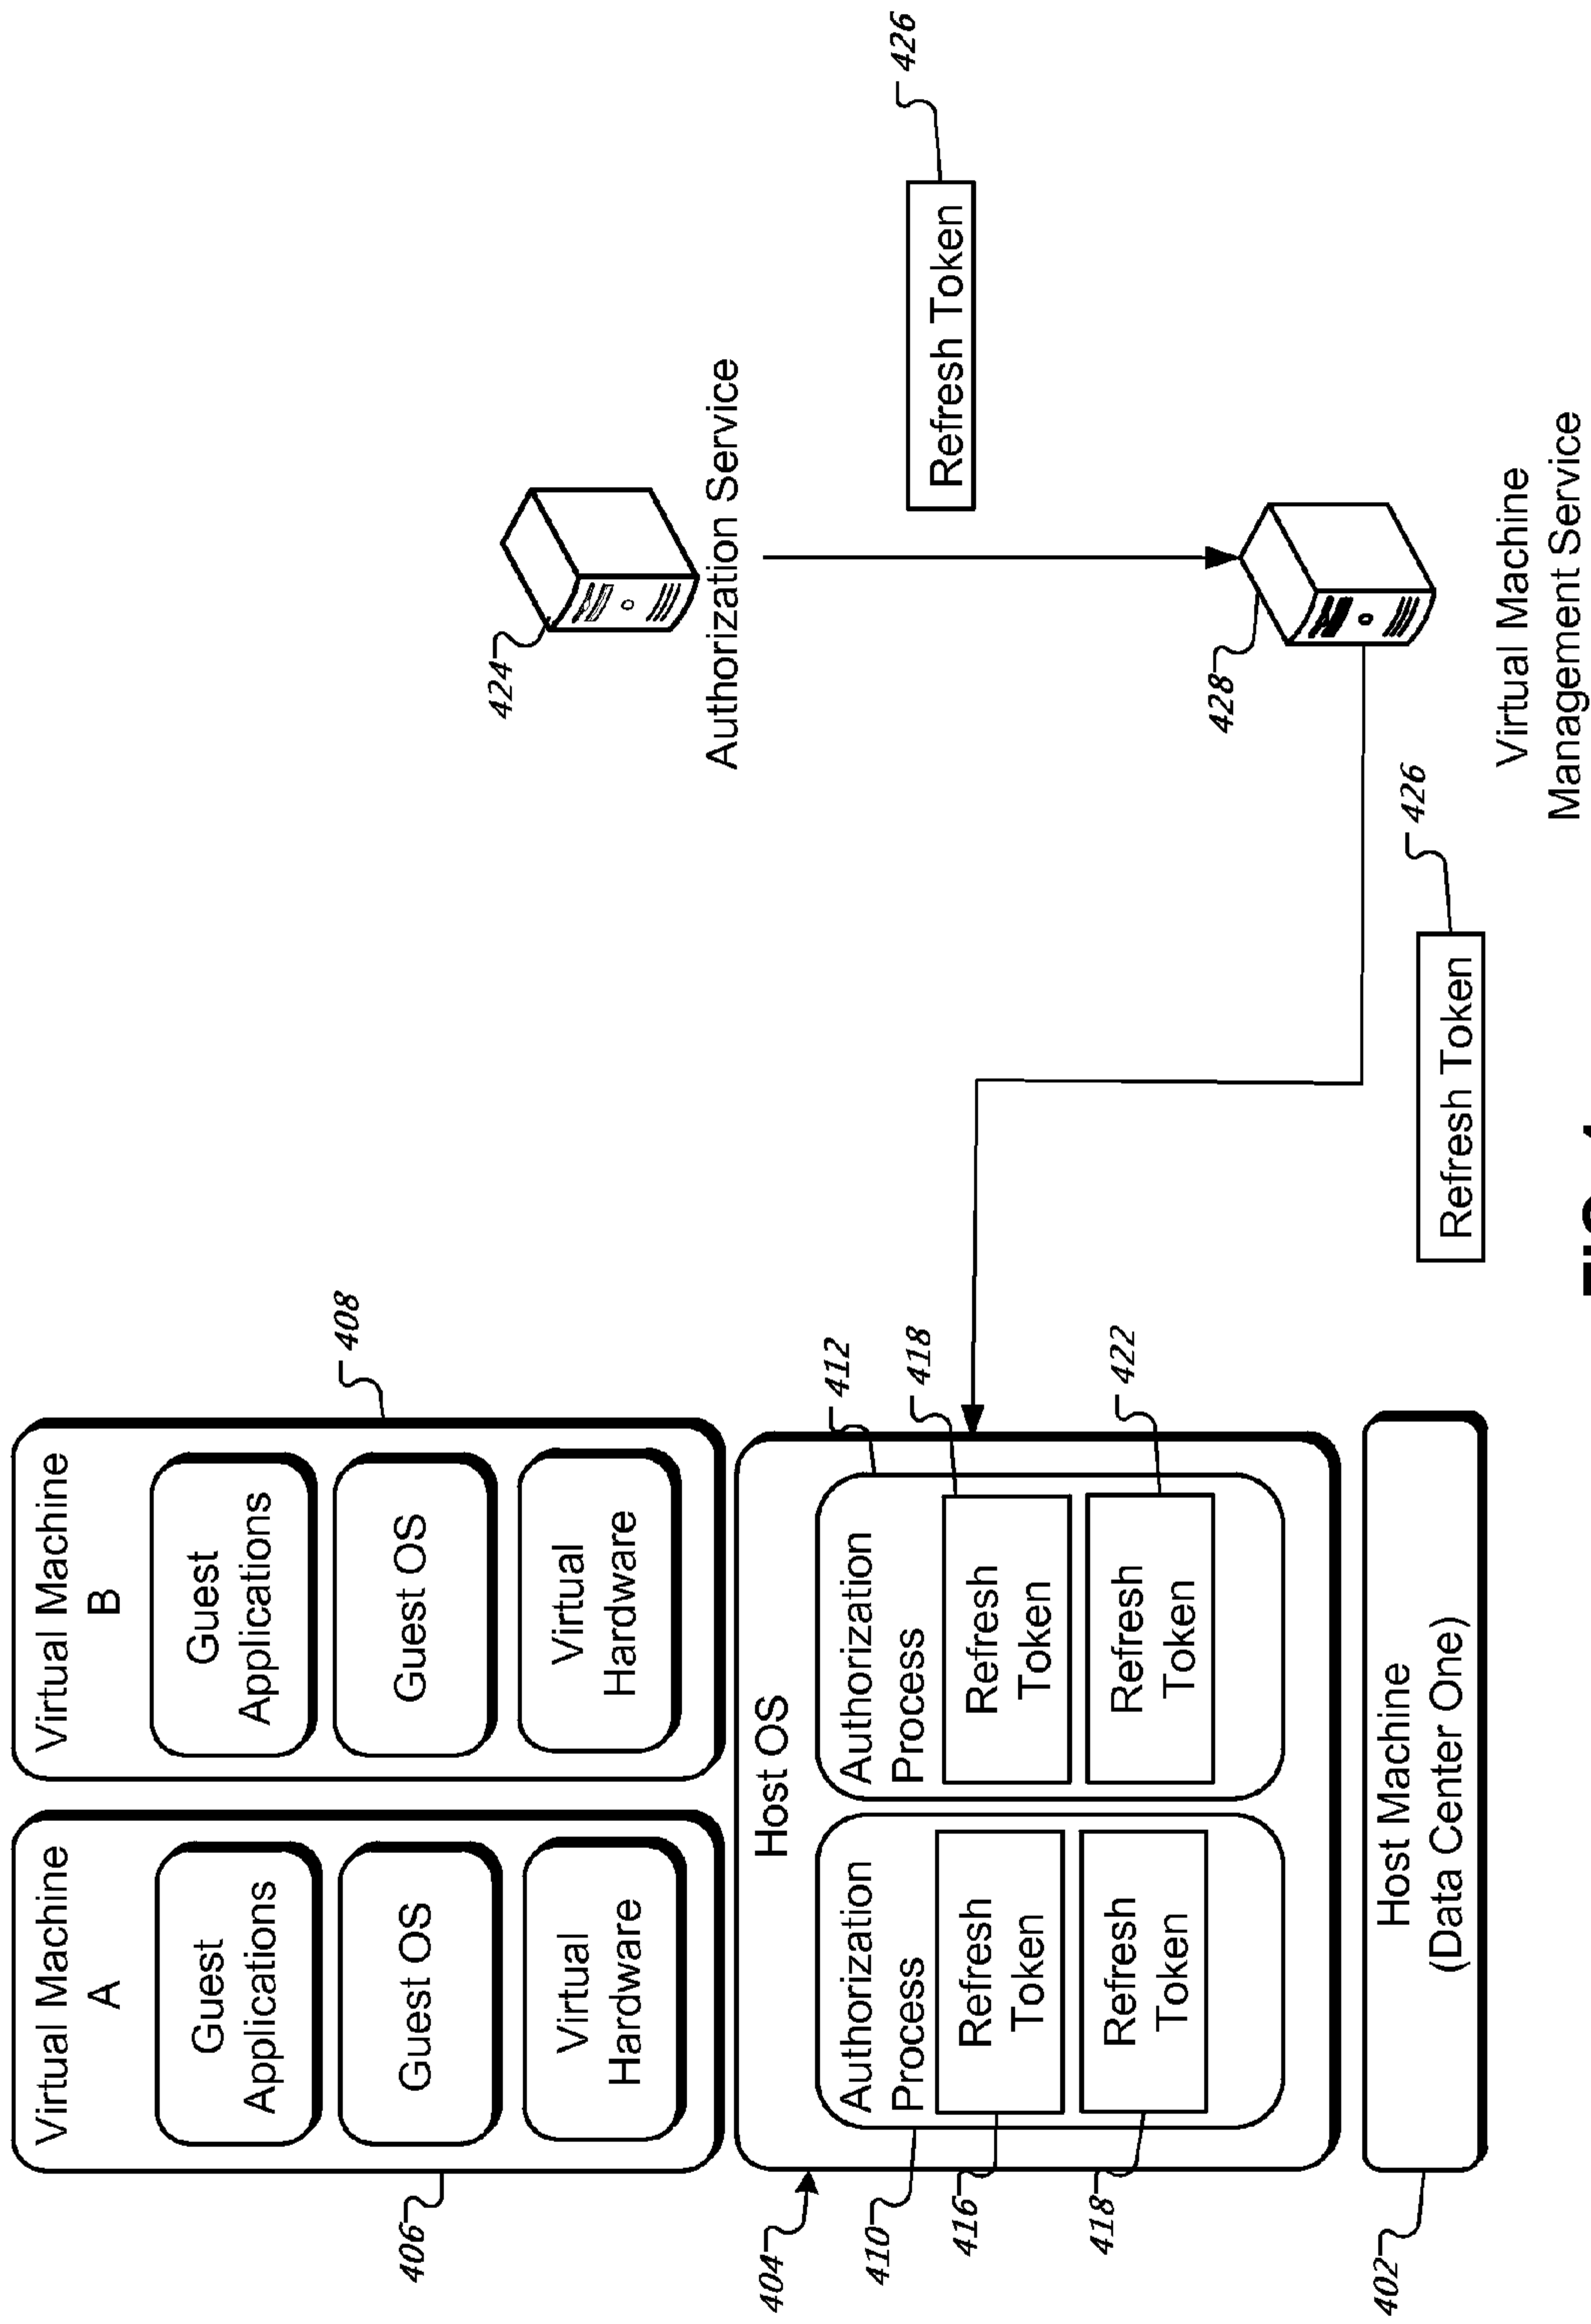 Virtual Machine
A
Guest
Applications
Guest OS
Virtual
Hardware
406
Virtual Machine
B
Guest
Applications
Guest OS
Virtual
Hardware
408
Host OS
404
Authorization
Process
410
Refresh
Token
416
Refresh
Token
418
Authorization
Process
412
Refresh
Token
418
Refresh
Token
422
Host Machine
(Data Center One)
402
424
Authorization Service
Refresh Token
426
428
Virtual Machine
Management Service
Refresh Token
426